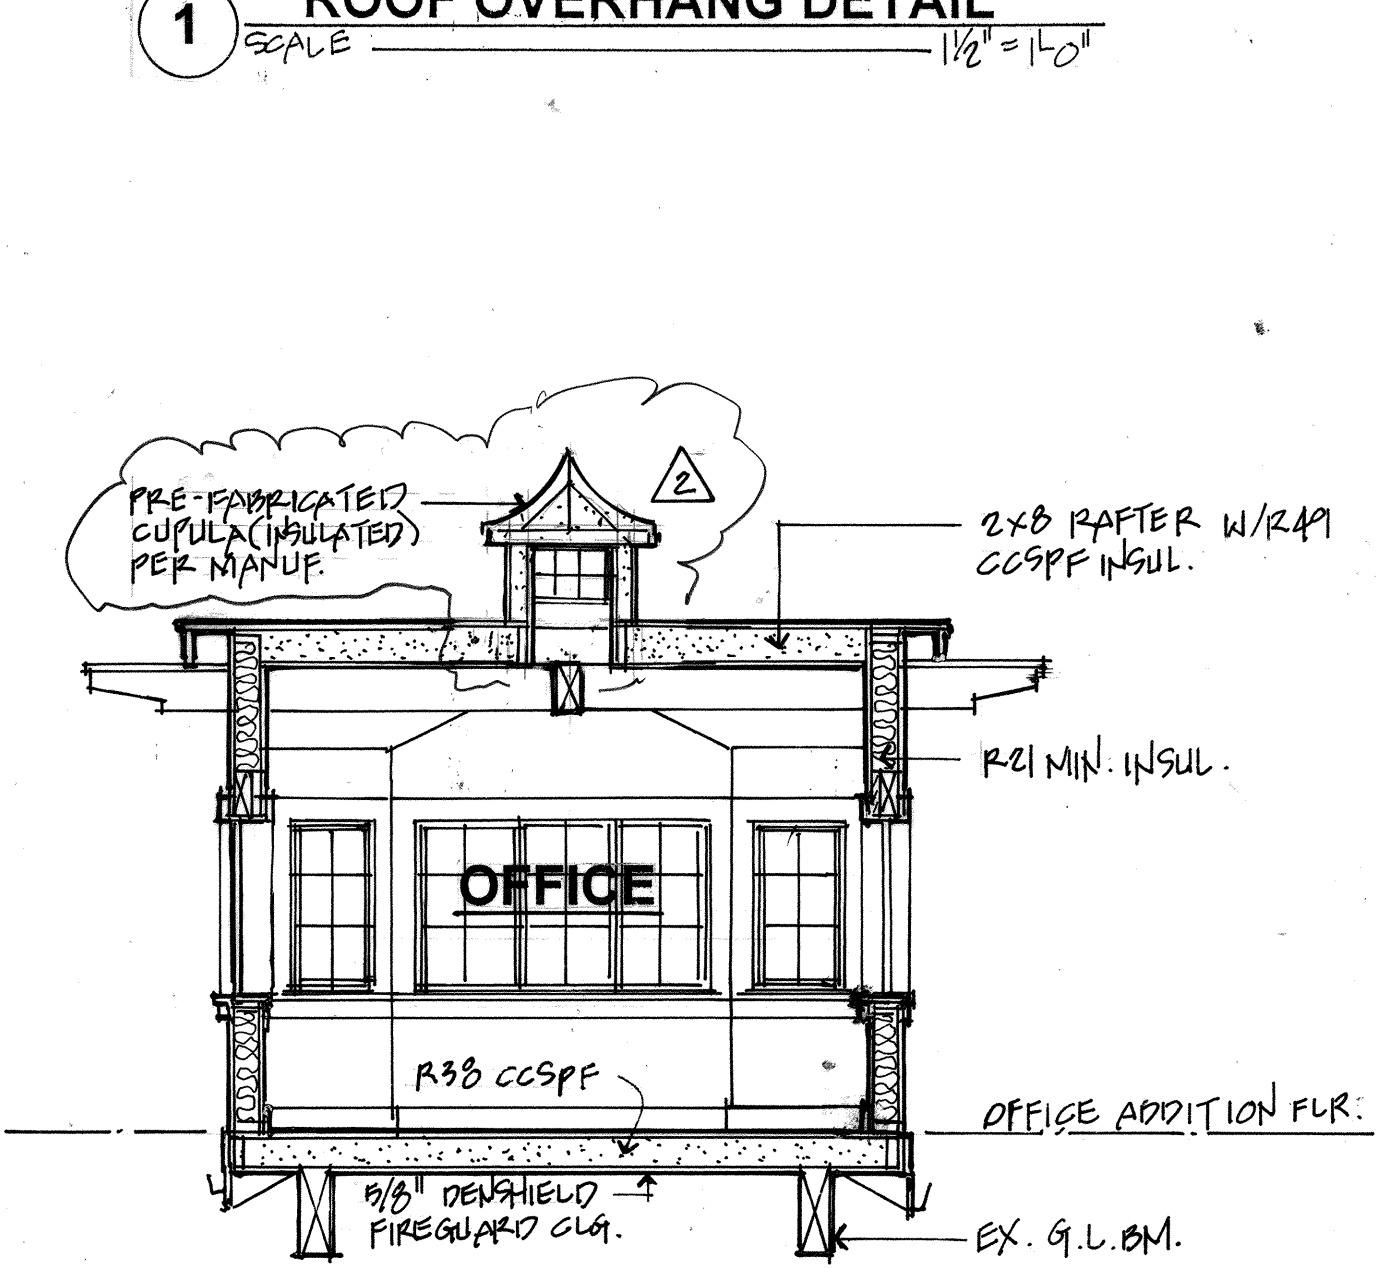 1 ROOF OVERHANG DETAIL
SCALE 1½" = 1'-0"
PRE-FABRICATED
CUPULA (INSULATED)
PER MANUF.
2
2X8 RAFTER W/R49
CCSPF INSUL.
R21 MIN. INSUL.
OFFICE
R38 CCSPF
OFFICE ADDITION FLR.
5/8" DENSHIELD
FIREGUARD CLG.
EX. G.L.BM.